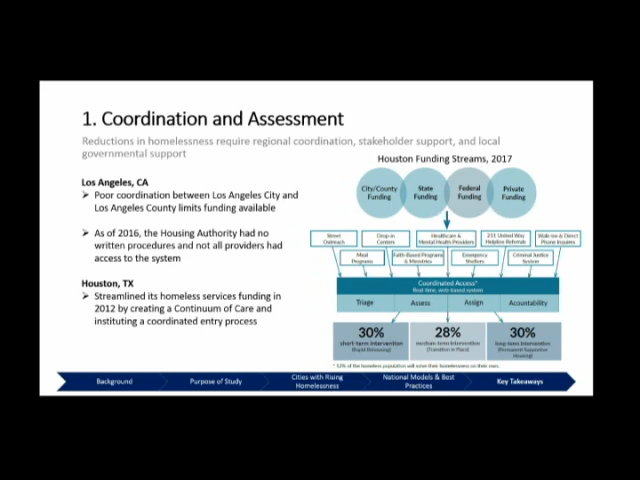 1. Coordination and Assessment
Reductions in homelessness require regional coordination, stakeholder support, and local
governmental support
Los Angeles, CA
➢ Poor coordination between Los Angeles City and
Los Angeles County limits funding available
➢ As of 2016, the Housing Authority had no
written procedures and not all providers had
access to the system
Houston, TX
➢ Streamlined its homeless services funding in
2012 by creating a Continuum of Care and
instituting a coordinated entry process
Houston Funding Streams, 2017
City/County
Funding
State
Funding
Federal
Funding
Private
Funding
Street
Outreach
Drop-in
Centers
Healthcare &
Mental Health Providers
211 United Way
Helpline Referrals
Walk-ins & Direct
Phone Inquires
Meal
Programs
Faith-Based Programs
& Ministries
Emergency
Shelters
Criminal Justice
System
Coordinated Access*
Real-time, web-based system
Triage
Assess
Assign
Accountability
30%
short-term intervention
(Rapid Rehousing)
28%
medium-term intervention
(Transition in Place)
30%
long-term intervention
(Permanent Supportive
Housing)
* 12% of the homeless population will solve their homelessness on their own.
Background
Purpose of Study
Cities with Rising
Homelessness
National Models & Best
Practices
Key Takeaways